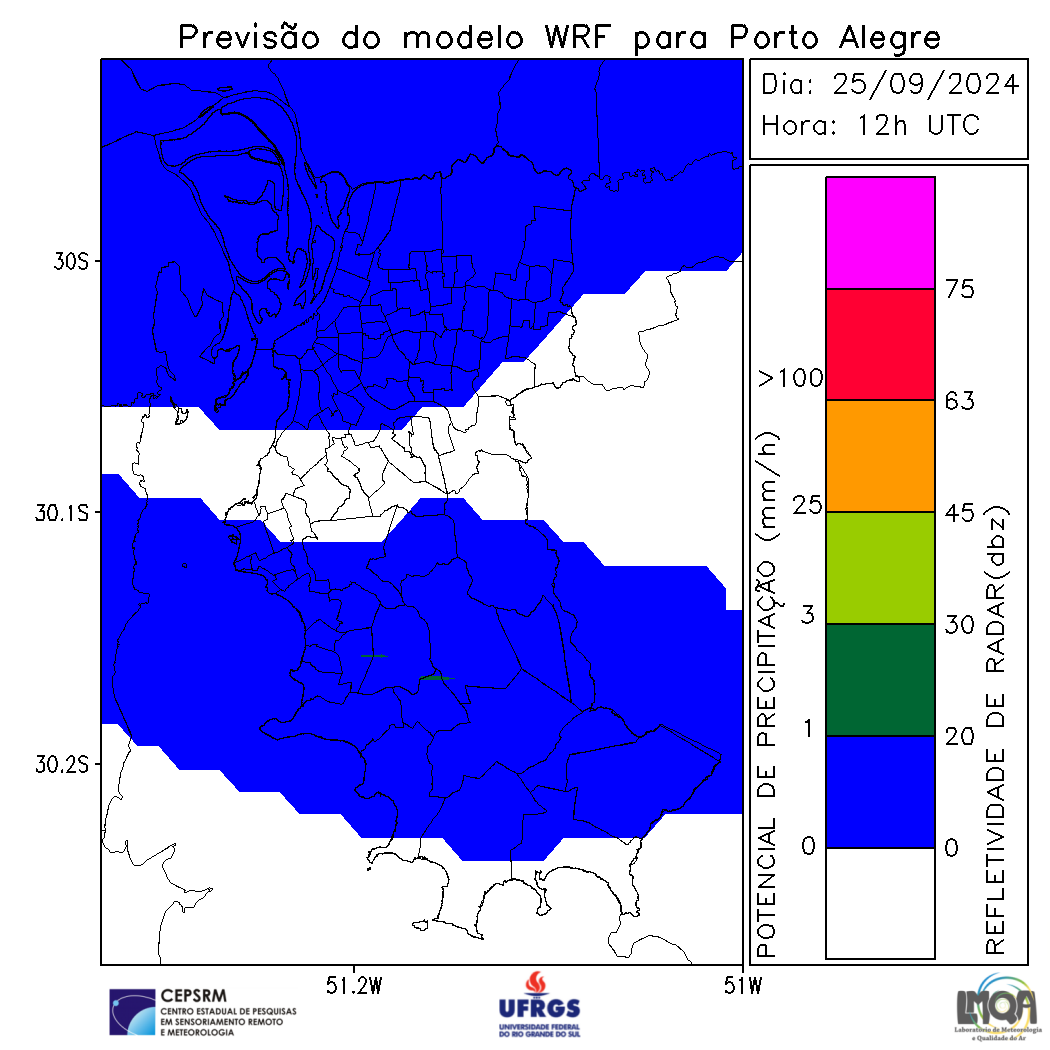 Previsão do modelo WRF para Porto Alegre
Dia: 25/09/2024
Hora: 12h UTC
30S
30.1S
30.2S
51.2W
51W
POTENCIAL DE PRECIPITAÇÃO (mm/h)
>100
25
3
1
0
75
63
45
30
20
0
REFLETIVIDADE DE RADAR(dbz)
CEPSRM
CENTRO ESTADUAL DE PESQUISAS
EM SENSORIAMENTO REMOTO
E METEOROLOGIA
UFRGS
UNIVERSIDADE FEDERAL
DO RIO GRANDE DO SUL
LMQA
Laboratório de Meteorologia
e Qualidade do Ar